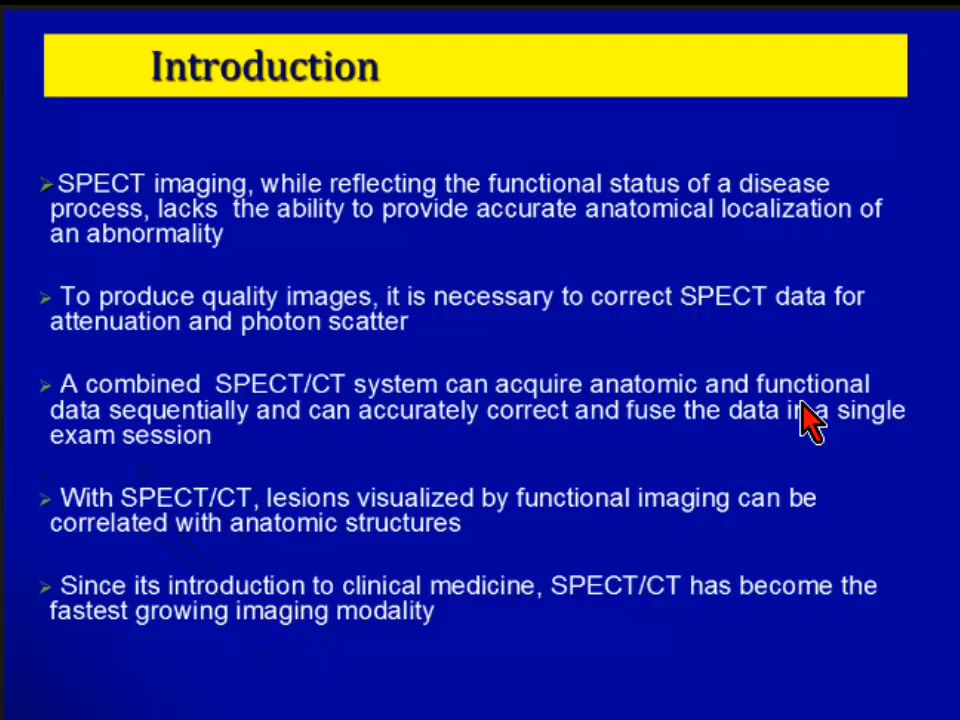 Introduction
SPECT imaging, while reflecting the functional status of a disease
process, lacks the ability to provide accurate anatomical localization of
an abnormality
To produce quality images, it is necessary to correct SPECT data for
attenuation and photon scatter
A combined SPECT/CT system can acquire anatomic and functional
data sequentially and can accurately correct and fuse the data in a single
exam session
With SPECT/CT, lesions visualized by functional imaging can be
correlated with anatomic structures
Since its introduction to clinical medicine, SPECT/CT has become the
fastest growing imaging modality